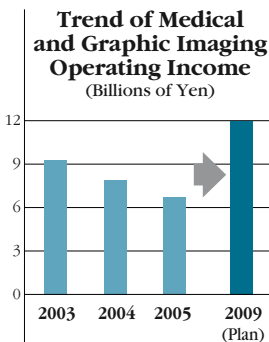 Trend of Medical
and Graphic Imaging
Operating Income
(Billions of Yen)
12
9
6
3
0
2003 2004 2005 2009
(Plan)